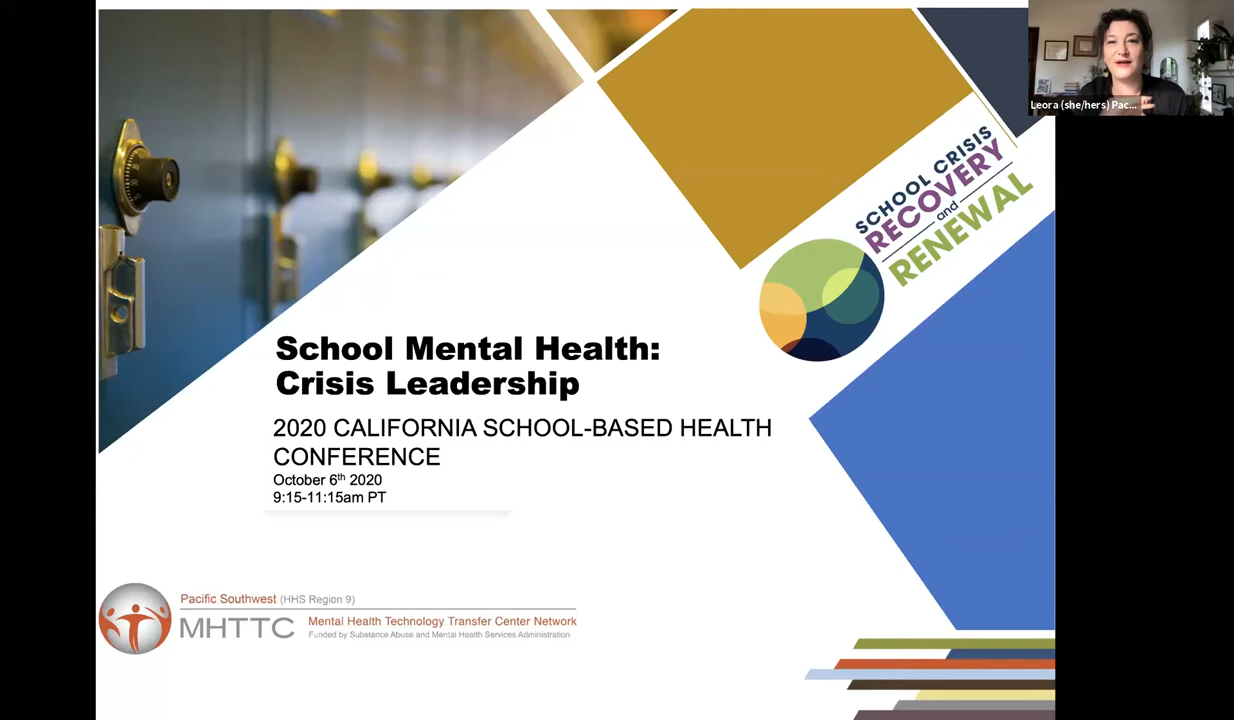 Leora (she/hers) Pac...
SCHOOL CRISIS
RECOVERY
and
RENEWAL
School Mental Health:
Crisis Leadership
2020 CALIFORNIA SCHOOL-BASED HEALTH
CONFERENCE
October 6th 2020
9:15-11:15am PT
Pacific Southwest (HHS Region 9)
MHTTC
Mental Health Technology Transfer Center Network
Funded by Substance Abuse and Mental Health Services Administration